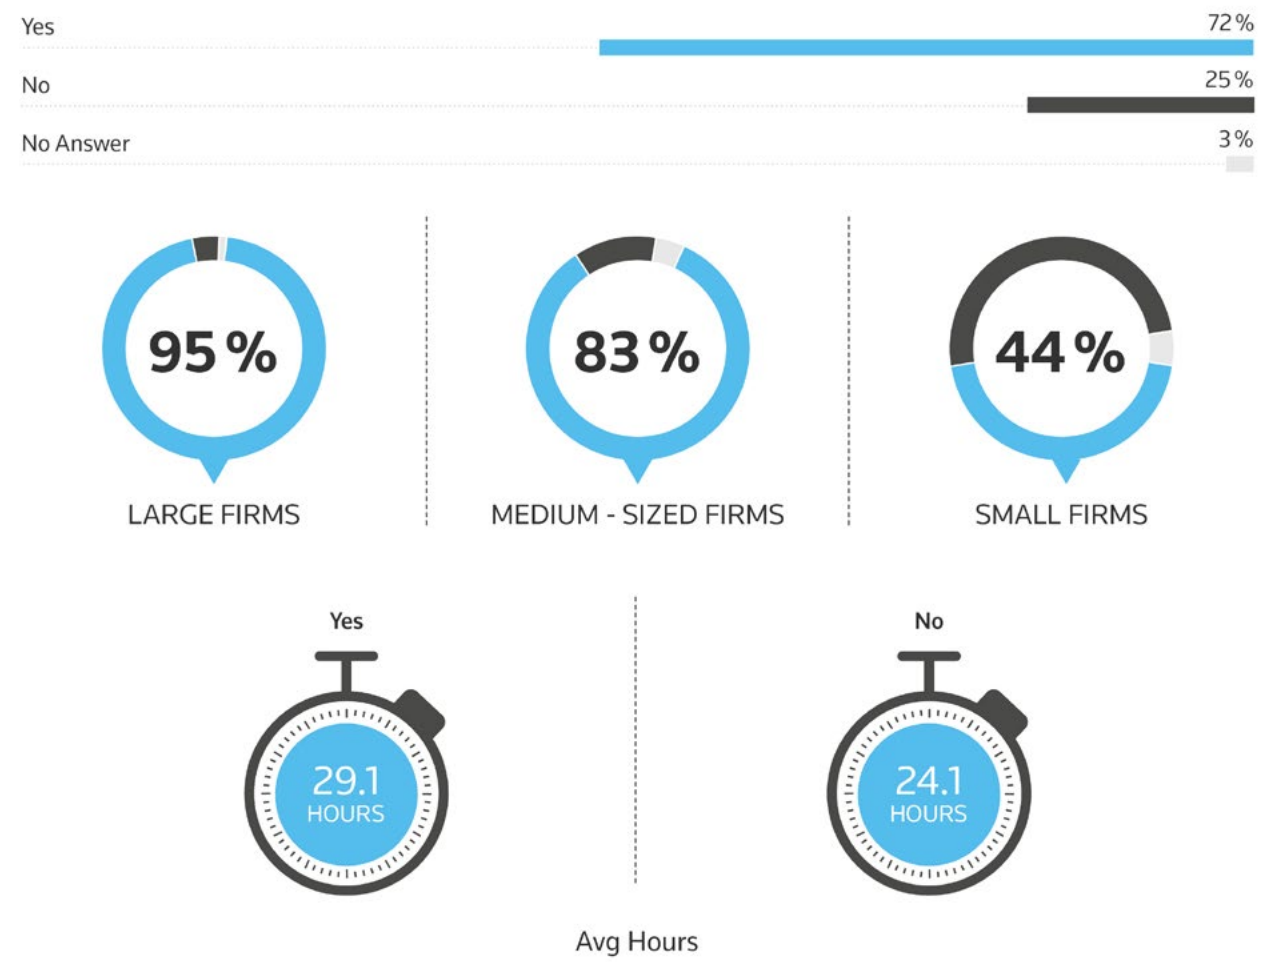 Yes
72%
No
25%
No Answer
3%
95%
83%
44%
LARGE FIRMS
MEDIUM - SIZED FIRMS
SMALL FIRMS
Yes
No
29.1
HOURS
24.1
HOURS
Avg Hours